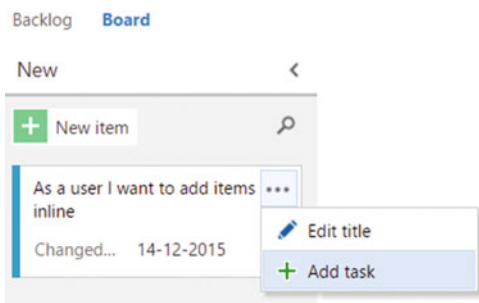 Backlog Board
New
New item
As a user I want to add items
inline
Changed... 14-12-2015
Edit title
Add task